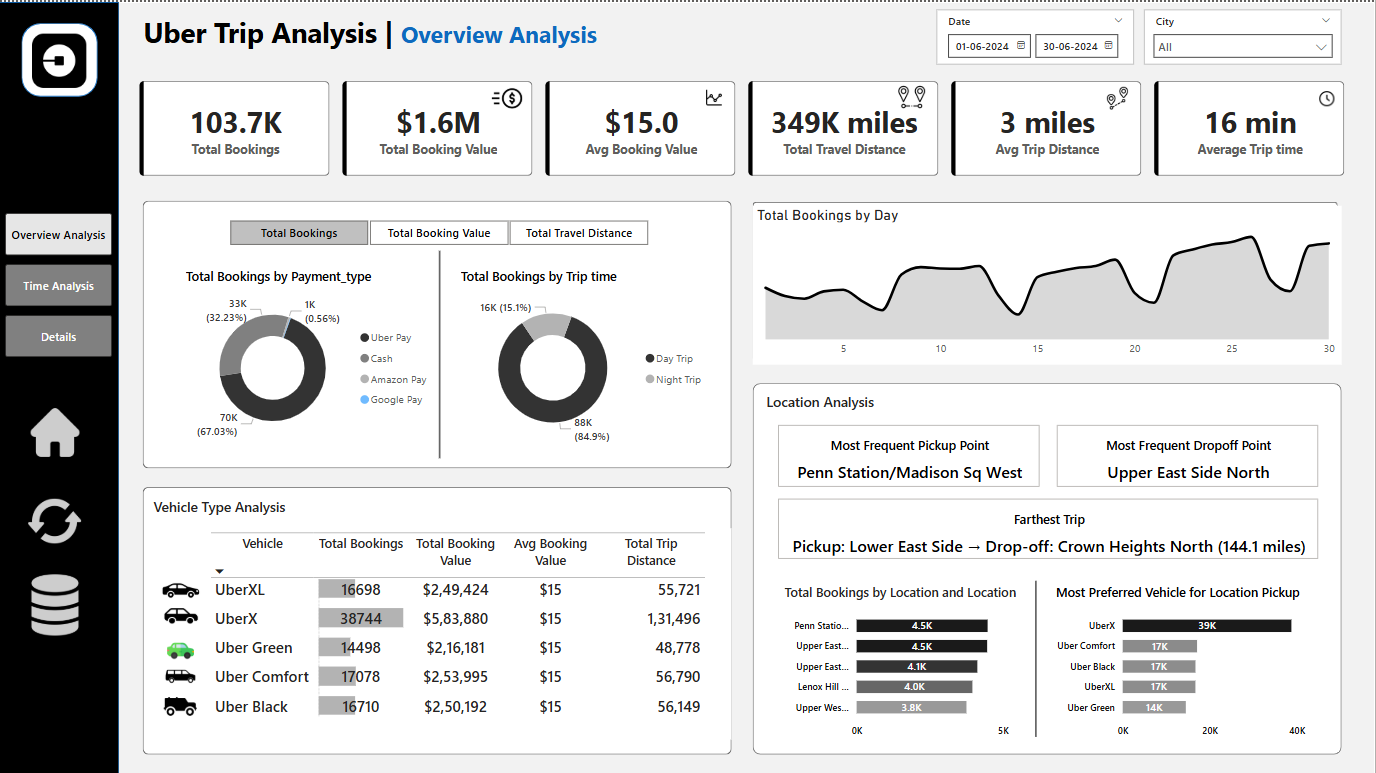 Uber Trip Analysis | Overview Analysis
Date
01-06-2024
30-06-2024
City
All
103.7K
Total Bookings
$1.6M
Total Booking Value
$15.0
Avg Booking Value
349K miles
Total Travel Distance
3 miles
Avg Trip Distance
16 min
Average Trip time
Overview Analysis
Time Analysis
Details
Total Bookings
Total Booking Value
Total Travel Distance
Total Bookings by Payment_type
33K
(32.23%)
1K
(0.56%)
70K
(67.03%)
Uber Pay
Cash
Amazon Pay
Google Pay
Total Bookings by Trip time
16K (15.1%)
88K
(84.9%)
Day Trip
Night Trip
Total Bookings by Day
5 10 15 20 25 30
Vehicle Type Analysis
Vehicle Total Bookings Total Booking Value Avg Booking Value Total Trip Distance
UberXL 16698 $2,49,424 $15 55,721
UberX 38744 $5,83,880 $15 1,31,496
Uber Green 14498 $2,16,181 $15 48,778
Uber Comfort 17078 $2,53,995 $15 56,790
Uber Black 16710 $2,50,192 $15 56,149
Location Analysis
Most Frequent Pickup Point
Penn Station/Madison Sq West
Most Frequent Dropoff Point
Upper East Side North
Farthest Trip
Pickup: Lower East Side → Drop-off: Crown Heights North (144.1 miles)
Total Bookings by Location and Location
Penn Statio... 4.5K
Upper East... 4.5K
Upper East... 4.1K
Lenox Hill ... 4.0K
Upper Wes... 3.8K
0K 5K
Most Preferred Vehicle for Location Pickup
UberX 39K
Uber Comfort 17K
Uber Black 17K
UberXL 17K
Uber Green 14K
0K 20K 40K